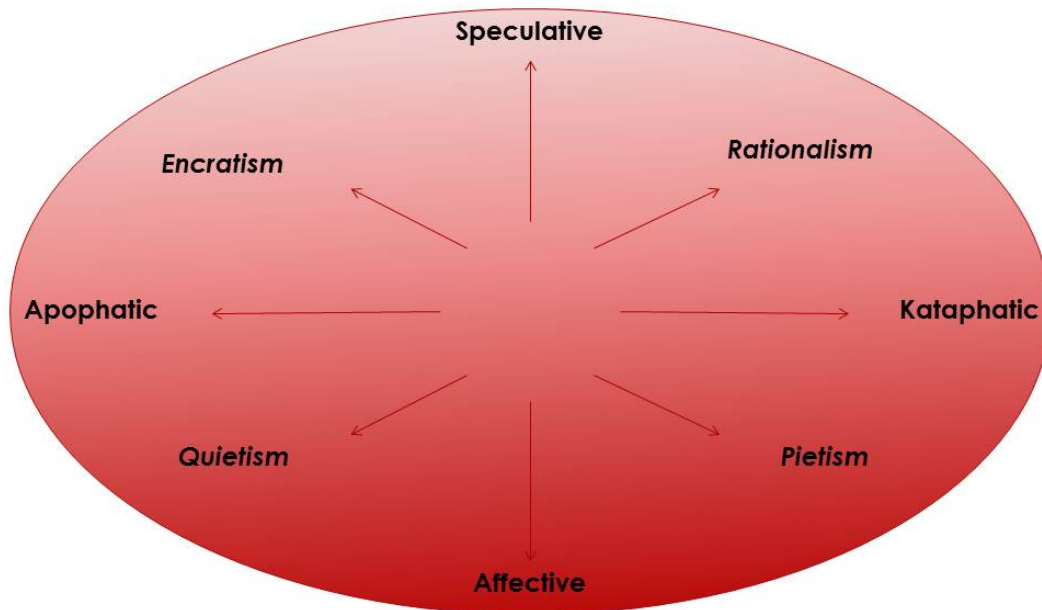 Speculative
Encratism
Rationalism
Apophatic
Kataphatic
Quietism
Pietism
Affective